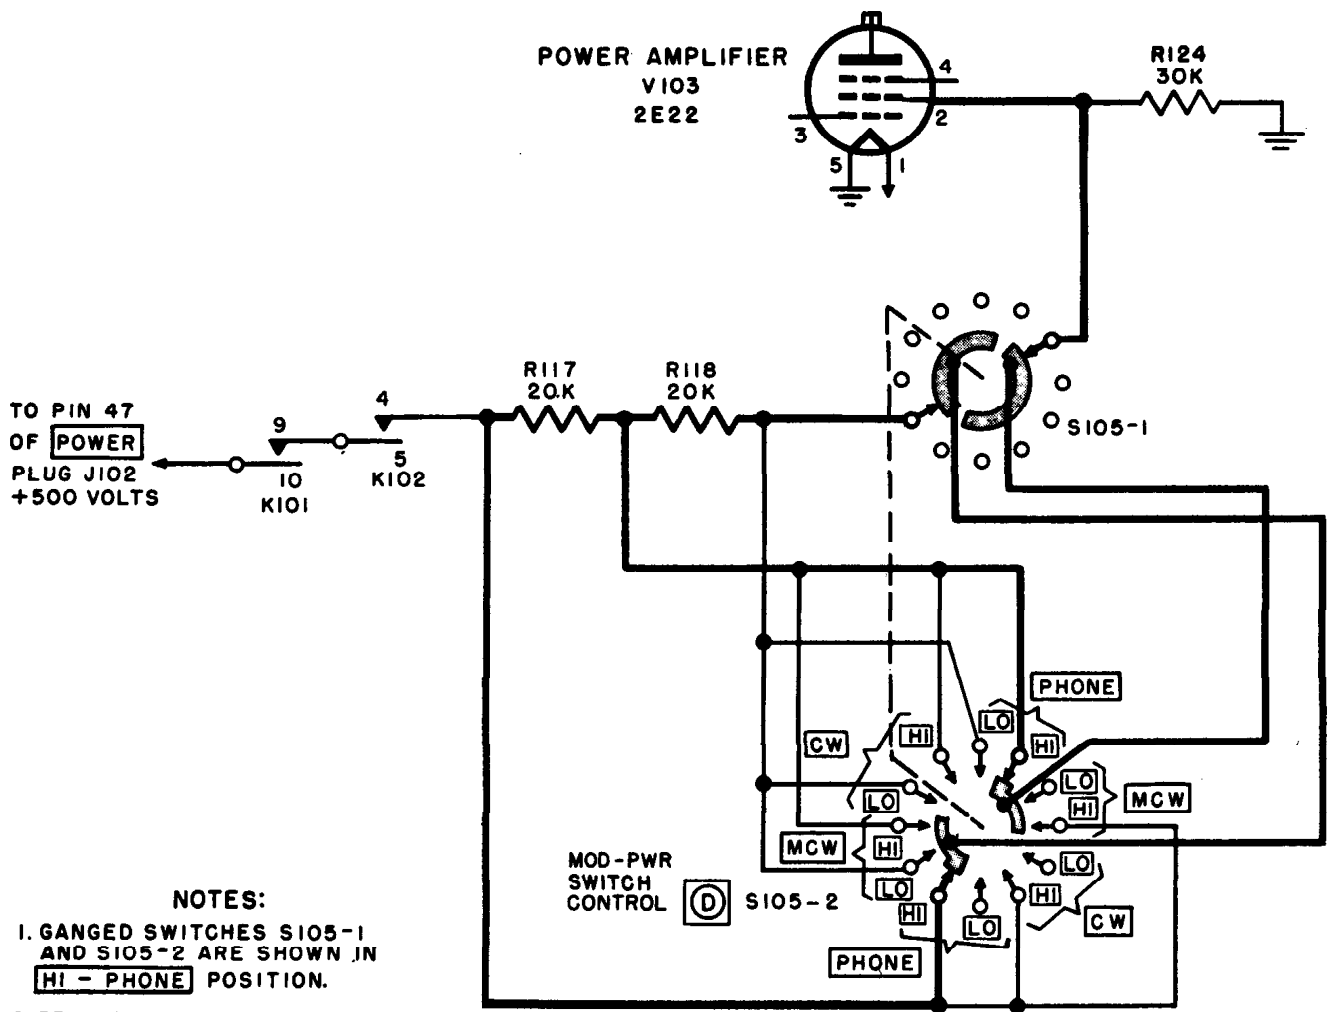 POWER AMPLIFIER
V103
2E22
4
2
3
5
1
R124
30K
S105-1
R117
20K
R118
20K
4
9
5
K102
10
K101
TO PIN 47
OF POWER
PLUG J102
+500 VOLTS
PHONE
LO
HI
CW
HI
LO
LO
HI
MCW
MCW
HI
LO
LO
HI
CW
HI
LO
PHONE
MOD-PWR
SWITCH
CONTROL
D
S105-2
NOTES:
1. GANGED SWITCHES S105-1
AND S105-2 ARE SHOWN IN
HI - PHONE POSITION.